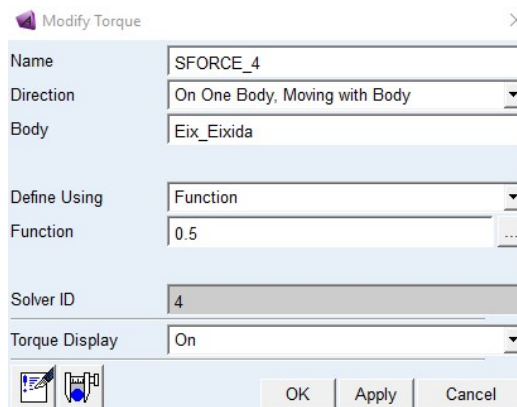 Modify Torque
Name SFORCE_4
Direction On One Body, Moving with Body
Body Eix_Eixida
Define Using Function
Function 0.5 ...
Solver ID 4
Torque Display On
OK Apply Cancel